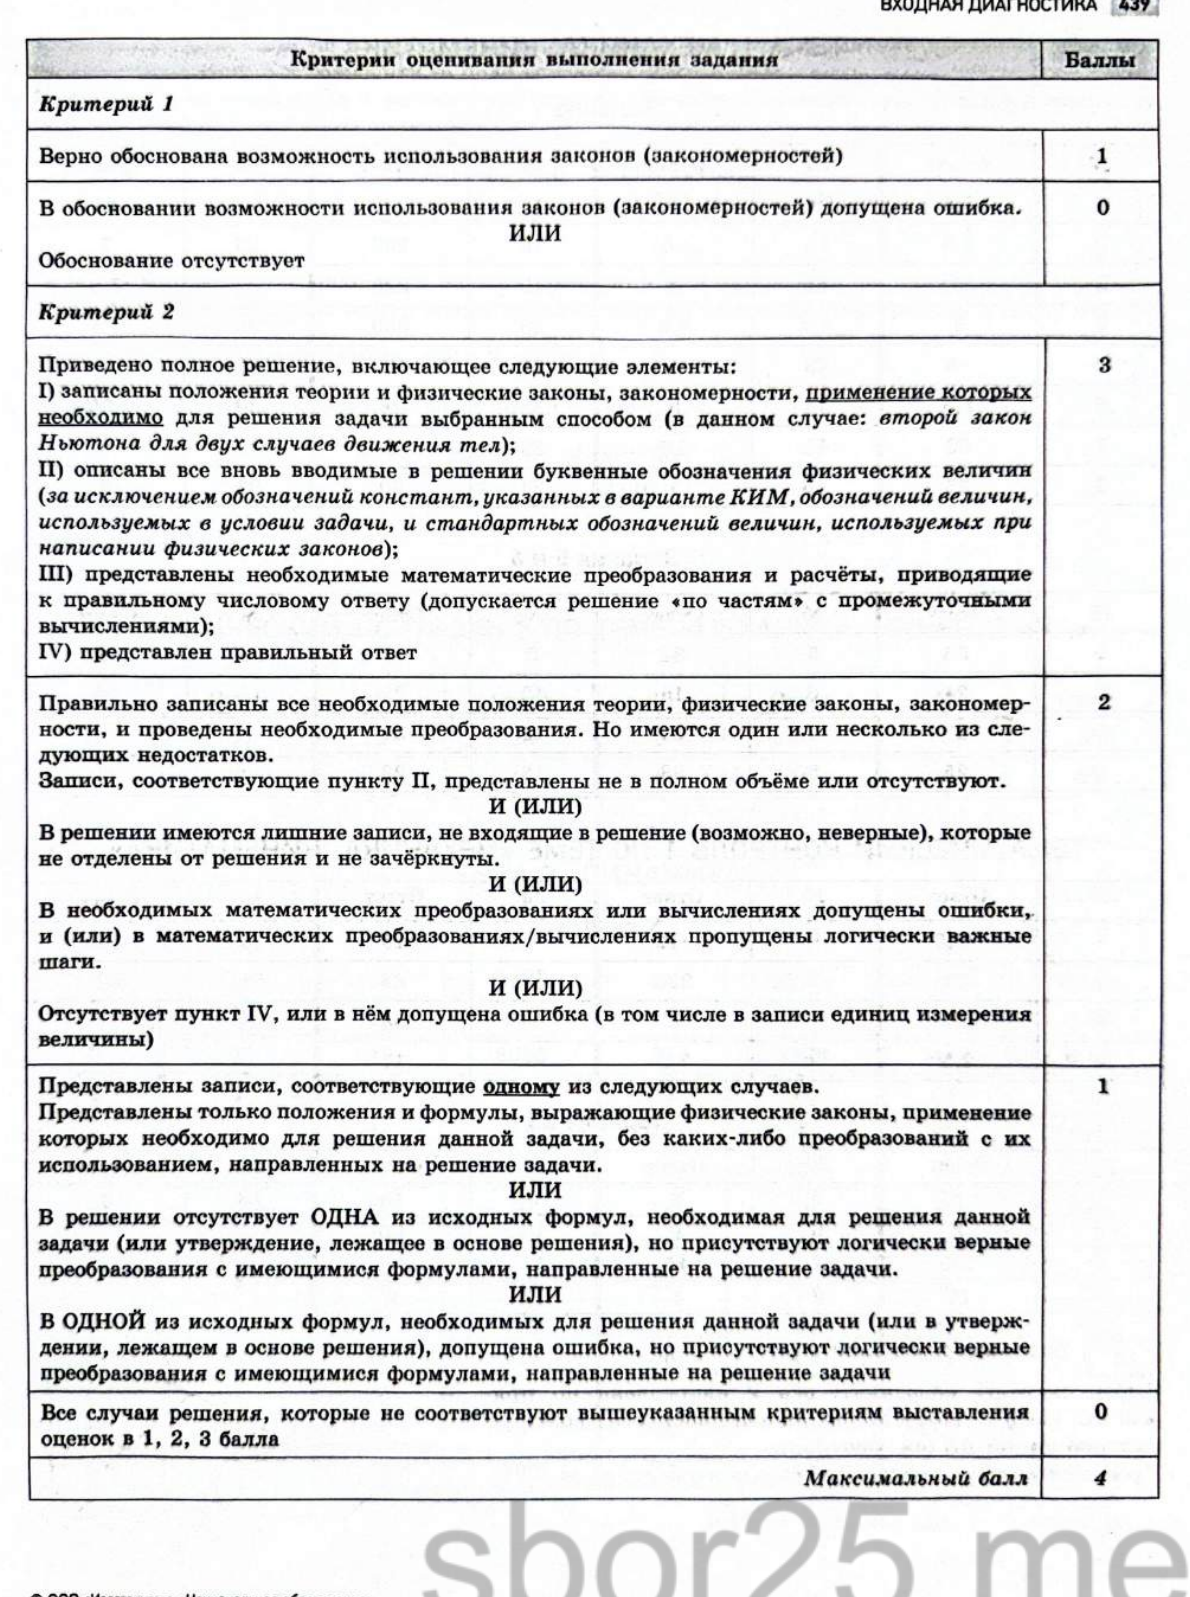 ВХОДНАЯ ДИАГНОСТИКА 439
Критерии оценивания выполнения задания Баллы
Критерий 1
Верно обоснована возможность использования законов (закономерностей) 1
В обосновании возможности использования законов (закономерностей) допущена ошибка. 0
ИЛИ
Обоснование отсутствует
Критерий 2
Приведено полное решение, включающее следующие элементы: 3
I) записаны положения теории и физические законы, закономерности, применение которых
необходимо для решения задачи выбранным способом (в данном случае: второй закон
Ньютона для двух случаев движения тел);
II) описаны все вновь вводимые в решении буквенные обозначения физических величин
(за исключением обозначений констант, указанных в варианте КИМ, обозначений величин,
используемых в условии задачи, и стандартных обозначений величин, используемых при
написании физических законов);
III) представлены необходимые математические преобразования и расчёты, приводящие
к правильному числовому ответу (допускается решение «по частям» с промежуточными
вычислениями);
IV) представлен правильный ответ
Правильно записаны все необходимые положения теории, физические законы, закономер- 2
ности, и проведены необходимые преобразования. Но имеются один или несколько из сле-
дующих недостатков.
Записи, соответствующие пункту II, представлены не в полном объёме или отсутствуют.
И (ИЛИ)
В решении имеются лишние записи, не входящие в решение (возможно, неверные), которые
не отделены от решения и не зачёркнуты.
И (ИЛИ)
В необходимых математических преобразованиях или вычислениях допущены ошибки,
и (или) в математических преобразованиях/вычислениях пропущены логически важные
шаги.
И (ИЛИ)
Отсутствует пункт IV, или в нём допущена ошибка (в том числе в записи единиц измерения
величины)
Представлены записи, соответствующие одному из следующих случаев. 1
Представлены только положения и формулы, выражающие физические законы, применение
которых необходимо для решения данной задачи, без каких-либо преобразований с их
использованием, направленных на решение задачи.
ИЛИ
В решении отсутствует ОДНА из исходных формул, необходимая для решения данной
задачи (или утверждение, лежащее в основе решения), но присутствуют логически верные
преобразования с имеющимися формулами, направленные на решение задачи.
ИЛИ
В ОДНОЙ из исходных формул, необходимых для решения данной задачи (или в утверж-
дении, лежащем в основе решения), допущена ошибка, но присутствуют логически верные
преобразования с имеющимися формулами, направленные на решение задачи
Все случаи решения, которые не соответствуют вышеуказанным критериям выставления 0
оценок в 1, 2, 3 балла
Максимальный балл 4
sbor25 me